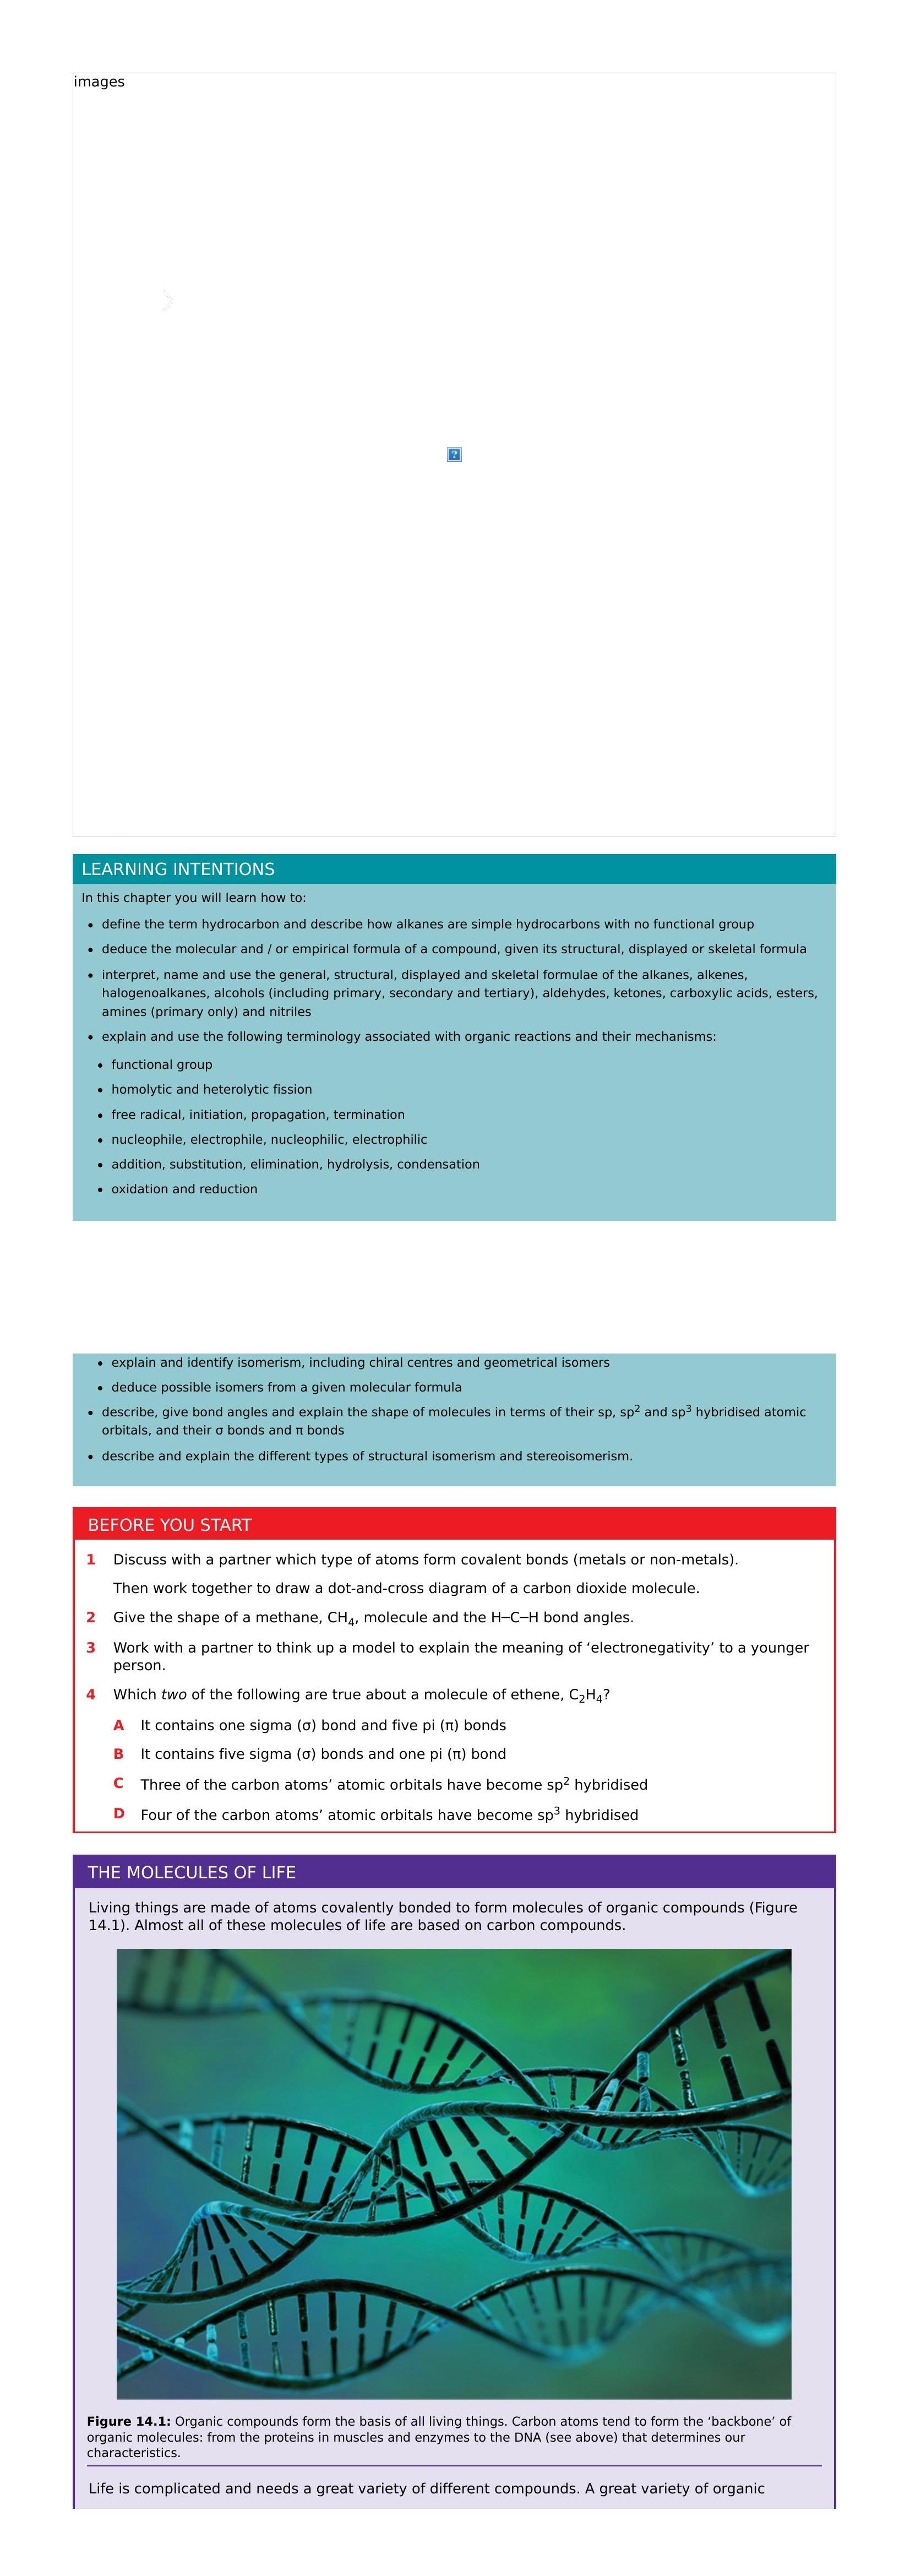 images
LEARNING INTENTIONS
In this chapter you will learn how to:
• define the term hydrocarbon and describe how alkanes are simple hydrocarbons with no functional group
• deduce the molecular and / or empirical formula of a compound, given its structural, displayed or skeletal formula
• interpret, name and use the general, structural, displayed and skeletal formulae of the alkanes, alkenes,
halogenoalkanes, alcohols (including primary, secondary and tertiary), aldehydes, ketones, carboxylic acids, esters,
amines (primary only) and nitriles
• explain and use the following terminology associated with organic reactions and their mechanisms:
• functional group
• homolytic and heterolytic fission
• free radical, initiation, propagation, termination
• nucleophile, electrophile, nucleophilic, electrophilic
• addition, substitution, elimination, hydrolysis, condensation
• oxidation and reduction
• explain and identify isomerism, including chiral centres and geometrical isomers
• deduce possible isomers from a given molecular formula
• describe, give bond angles and explain the shape of molecules in terms of their sp, sp² and sp³ hybridised atomic
orbitals, and their σ bonds and π bonds
• describe and explain the different types of structural isomerism and stereoisomerism.
BEFORE YOU START
1 Discuss with a partner which type of atoms form covalent bonds (metals or non-metals).
Then work together to draw a dot-and-cross diagram of a carbon dioxide molecule.
2 Give the shape of a methane, CH₄, molecule and the H─C─H bond angles.
3 Work with a partner to think up a model to explain the meaning of ‘electronegativity’ to a younger
person.
4 Which two of the following are true about a molecule of ethene, C₂H₄?
A It contains one sigma (σ) bond and five pi (π) bonds
B It contains five sigma (σ) bonds and one pi (π) bond
C Three of the carbon atoms’ atomic orbitals have become sp² hybridised
D Four of the carbon atoms’ atomic orbitals have become sp³ hybridised
THE MOLECULES OF LIFE
Living things are made of atoms covalently bonded to form molecules of organic compounds (Figure
14.1). Almost all of these molecules of life are based on carbon compounds.
Figure 14.1: Organic compounds form the basis of all living things. Carbon atoms tend to form the ‘backbone’ of
organic molecules: from the proteins in muscles and enzymes to the DNA (see above) that determines our
characteristics.
Life is complicated and needs a great variety of different compounds. A great variety of organic